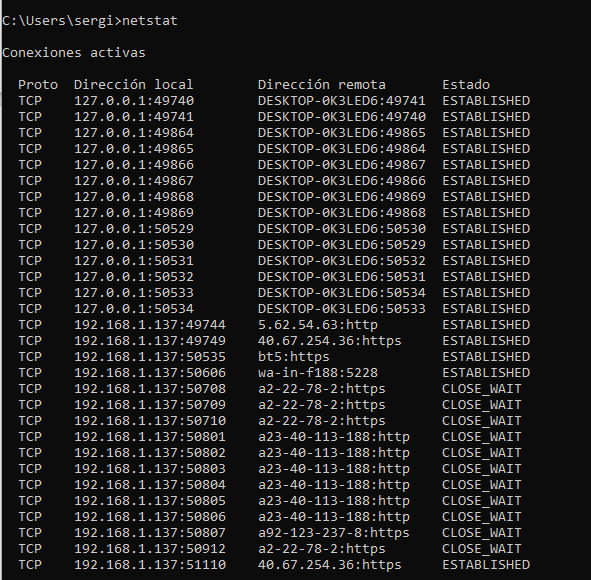 C:\Users\sergi>netstat
Conexiones activas
Proto Dirección local Dirección remota Estado
TCP 127.0.0.1:49740 DESKTOP-0K3LED6:49741 ESTABLISHED
TCP 127.0.0.1:49741 DESKTOP-0K3LED6:49740 ESTABLISHED
TCP 127.0.0.1:49864 DESKTOP-0K3LED6:49865 ESTABLISHED
TCP 127.0.0.1:49865 DESKTOP-0K3LED6:49864 ESTABLISHED
TCP 127.0.0.1:49866 DESKTOP-0K3LED6:49867 ESTABLISHED
TCP 127.0.0.1:49867 DESKTOP-0K3LED6:49866 ESTABLISHED
TCP 127.0.0.1:49868 DESKTOP-0K3LED6:49869 ESTABLISHED
TCP 127.0.0.1:49869 DESKTOP-0K3LED6:49868 ESTABLISHED
TCP 127.0.0.1:50529 DESKTOP-0K3LED6:50530 ESTABLISHED
TCP 127.0.0.1:50530 DESKTOP-0K3LED6:50529 ESTABLISHED
TCP 127.0.0.1:50531 DESKTOP-0K3LED6:50532 ESTABLISHED
TCP 127.0.0.1:50532 DESKTOP-0K3LED6:50531 ESTABLISHED
TCP 127.0.0.1:50533 DESKTOP-0K3LED6:50534 ESTABLISHED
TCP 127.0.0.1:50534 DESKTOP-0K3LED6:50533 ESTABLISHED
TCP 192.168.1.137:49744 5.62.54.63:http ESTABLISHED
TCP 192.168.1.137:49749 40.67.254.36:https ESTABLISHED
TCP 192.168.1.137:50535 bt5:https ESTABLISHED
TCP 192.168.1.137:50606 wa-in-f188:5228 ESTABLISHED
TCP 192.168.1.137:50708 a2-22-78-2:https CLOSE_WAIT
TCP 192.168.1.137:50709 a2-22-78-2:https CLOSE_WAIT
TCP 192.168.1.137:50710 a2-22-78-2:https CLOSE_WAIT
TCP 192.168.1.137:50801 a23-40-113-188:http CLOSE_WAIT
TCP 192.168.1.137:50802 a23-40-113-188:http CLOSE_WAIT
TCP 192.168.1.137:50803 a23-40-113-188:http CLOSE_WAIT
TCP 192.168.1.137:50804 a23-40-113-188:http CLOSE_WAIT
TCP 192.168.1.137:50805 a23-40-113-188:http CLOSE_WAIT
TCP 192.168.1.137:50806 a23-40-113-188:http CLOSE_WAIT
TCP 192.168.1.137:50807 a92-123-237-8:https CLOSE_WAIT
TCP 192.168.1.137:50912 a2-22-78-2:https CLOSE_WAIT
TCP 192.168.1.137:51110 40.67.254.36:https ESTABLISHED